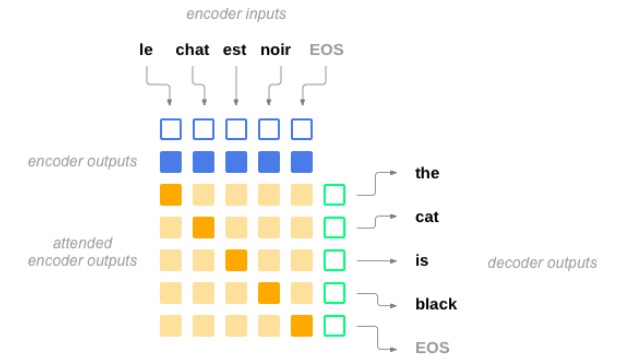 encoder inputs
le chat est noir EOS
encoder outputs
the
cat
attended
encoder outputs
is
decoder outputs
black
EOS